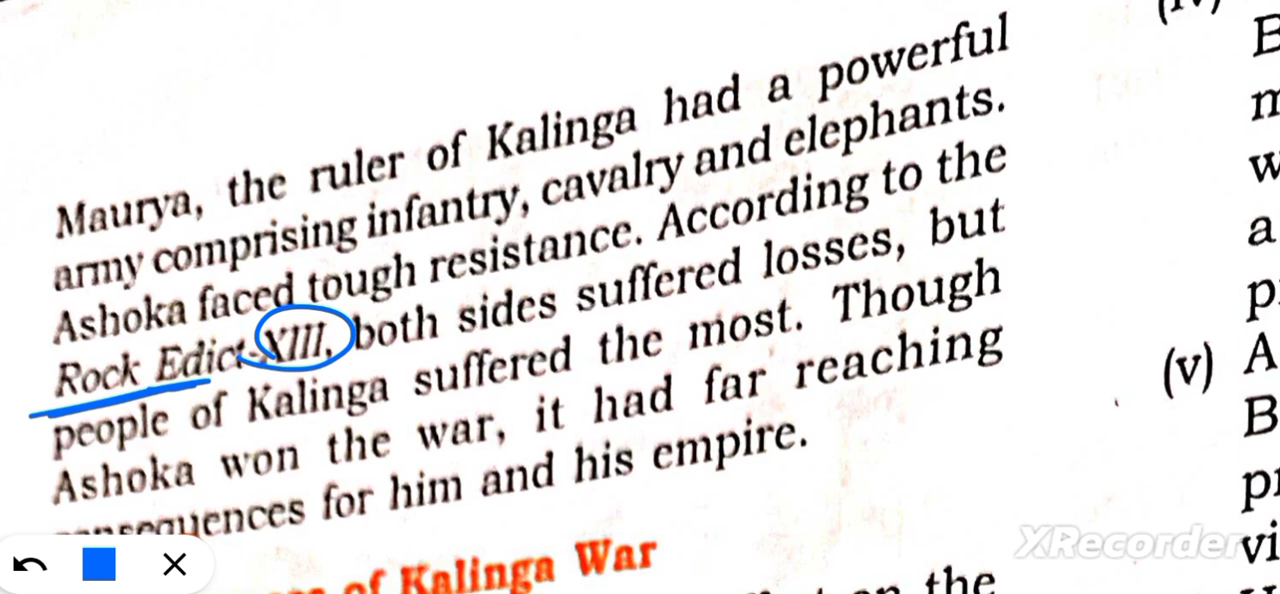 Maurya, the ruler of Kalinga had a powerful
army comprising infantry, cavalry and elephants.
Ashoka faced tough resistance. According to the
Rock Edict-XIII, both sides suffered losses, but
people of Kalinga suffered the most. Though
Ashoka won the war, it had far reaching
consequences for him and his empire.
of Kalinga War
on the
(iv)
B
m
w
a
p
(v) A
B
vi
XRecorder